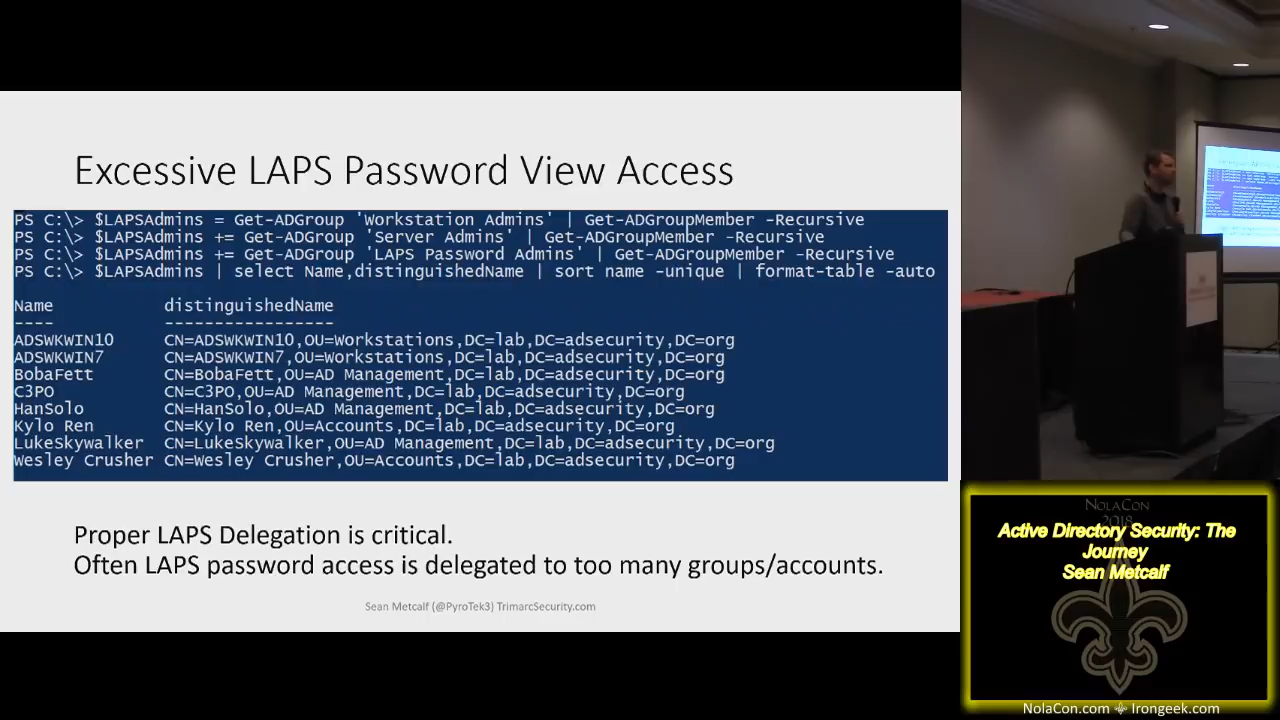 Excessive LAPS Password View Access
PS C:\> $LAPSAdmins = Get-ADGroup 'Workstation Admins' | Get-ADGroupMember -Recursive
PS C:\> $LAPSAdmins += Get-ADGroup 'Server Admins' | Get-ADGroupMember -Recursive
PS C:\> $LAPSAdmins += Get-ADGroup 'LAPS Password Admins' | Get-ADGroupMember -Recursive
PS C:\> $LAPSAdmins | select Name,distinguishedName | sort name -unique | format-table -auto
Name distinguishedName
---- -----------------
ADSWKWIN10 CN=ADSWKWIN10,OU=Workstations,DC=lab,DC=adsecurity,DC=org
ADSWKWIN7 CN=ADSWKWIN7,OU=Workstations,DC=lab,DC=adsecurity,DC=org
BobaFett CN=BobaFett,OU=AD Management,DC=lab,DC=adsecurity,DC=org
C3PO CN=C3PO,OU=AD Management,DC=lab,DC=adsecurity,DC=org
HanSolo CN=HanSolo,OU=AD Management,DC=lab,DC=adsecurity,DC=org
Kylo Ren CN=Kylo Ren,OU=Accounts,DC=lab,DC=adsecurity,DC=org
LukeSkywalker CN=LukeSkywalker,OU=AD Management,DC=lab,DC=adsecurity,DC=org
Wesley Crusher CN=Wesley Crusher,OU=Accounts,DC=lab,DC=adsecurity,DC=org
Proper LAPS Delegation is critical.
Often LAPS password access is delegated to too many groups/accounts.
Sean Metcalf (@PyroTek3) TrimarcSecurity.com
NolaCon
2018
Active Directory Security: The
Journey
Sean Metcalf
NolaCon.com ⚜ Irongeek.com